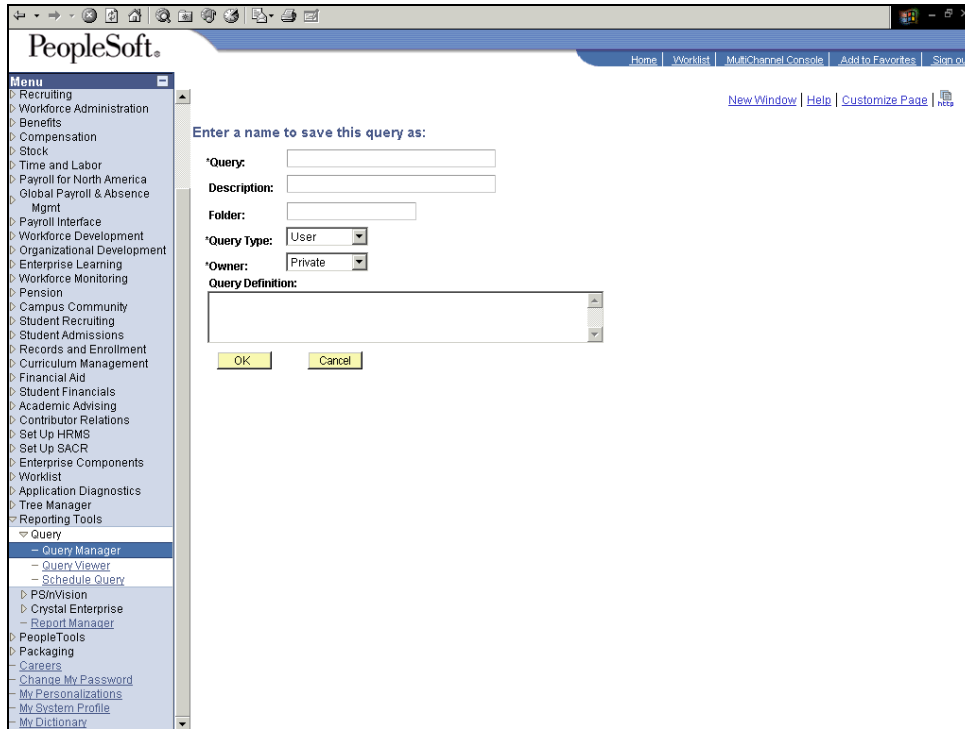 PeopleSoft.
Home | Worklist | MultiChannel Console | Add to Favorites | Sign ou
Menu
Recruiting
Workforce Administration
Benefits
Compensation
Stock
Time and Labor
Payroll for North America
Global Payroll & Absence
Mgmt
Payroll Interface
Workforce Development
Organizational Development
Enterprise Learning
Workforce Monitoring
Pension
Campus Community
Student Recruiting
Student Admissions
Records and Enrollment
Curriculum Management
Financial Aid
Student Financials
Academic Advising
Contributor Relations
Set Up HRMS
Set Up SACR
Enterprise Components
Worklist
Application Diagnostics
Tree Manager
Reporting Tools
Query
Query Manager
Query Viewer
Schedule Query
PS/nVision
Crystal Enterprise
Report Manager
PeopleTools
Packaging
Careers
Change My Password
My Personalizations
My System Profile
My Dictionary
New Window | Help | Customize Page | http
Enter a name to save this query as:
*Query:
Description:
Folder:
*Query Type: User
*Owner: Private
Query Definition:
OK Cancel